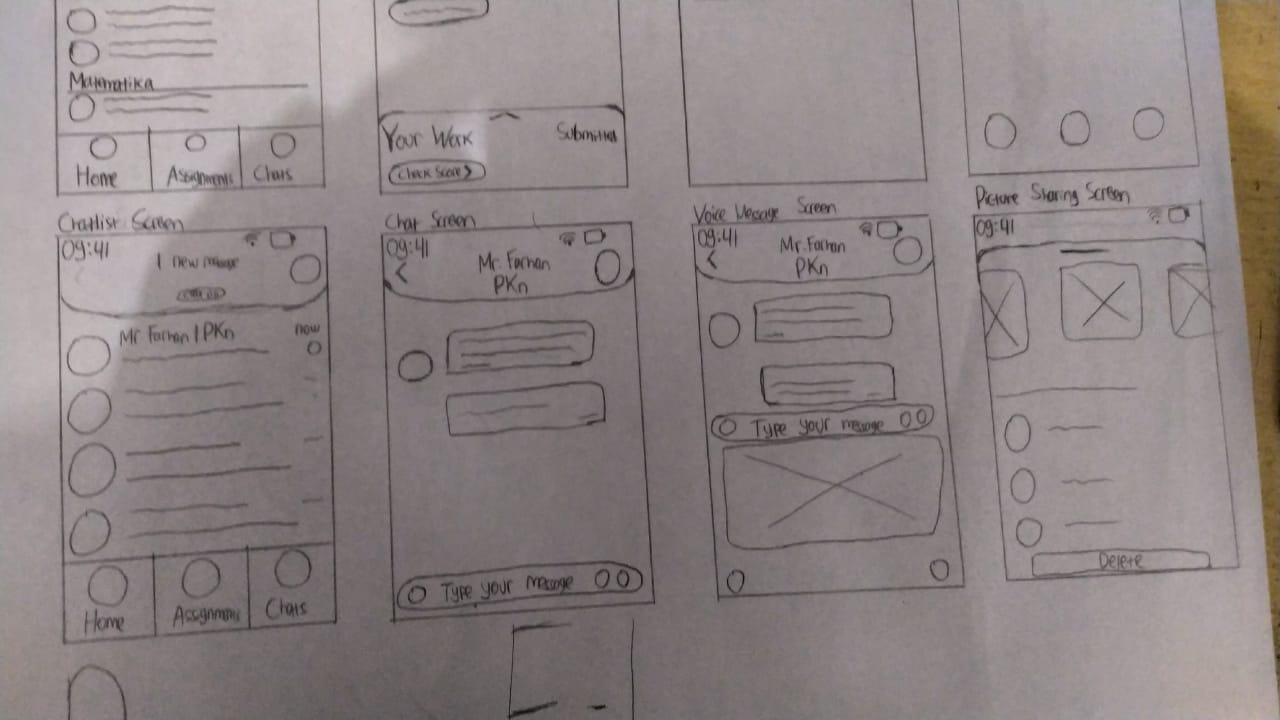 Matematika
Home
Assignments
Chats
Your Work
Submitted
Check Score >
Chatlist Screen
09:41
1 new message
Mr. Farhan | PKn
now
Home
Assignments
Chats
Chat Screen
09:41
<
Mr. Farhan
PKn
Type your message
Voice Message Screen
09:41
<
Mr. Farhan
PKn
Type your message
Picture Sharing Screen
09:41
Delete